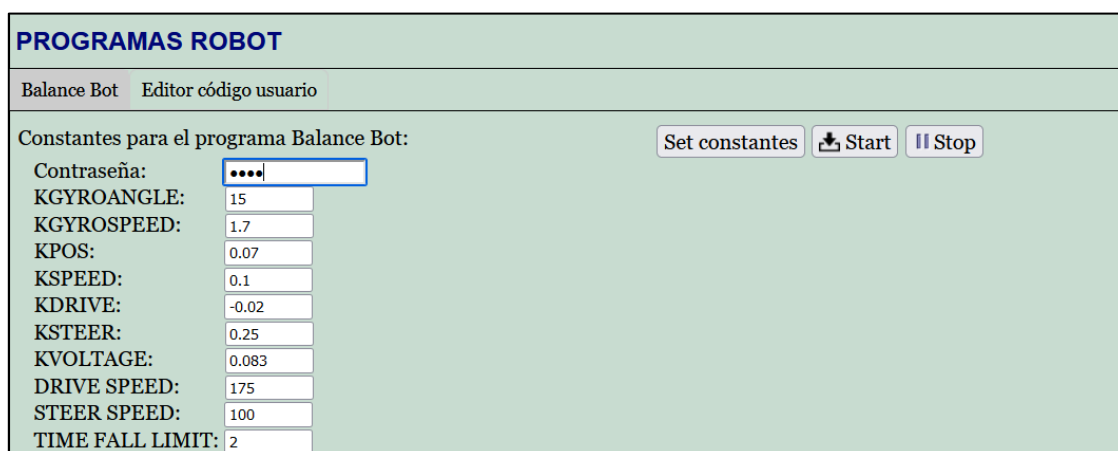 PROGRAMAS ROBOT
Balance Bot Editor código usuario
Constantes para el programa Balance Bot: Set constantes Start Stop
Contraseña: ••••
KGYROANGLE: 15
KGYROSPEED: 1.7
KPOS: 0.07
KSPEED: 0.1
KDRIVE: -0.02
KSTEER: 0.25
KVOLTAGE: 0.083
DRIVE SPEED: 175
STEER SPEED: 100
TIME FALL LIMIT: 2